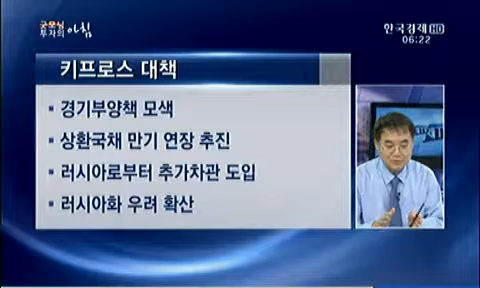 굿모닝
투자의 아침
한국경제 HD
06:22
키프로스 대책
▪ 경기부양책 모색
▪ 상환국채 만기 연장 추진
▪ 러시아로부터 추가차관 도입
▪ 러시아화 우려 확산